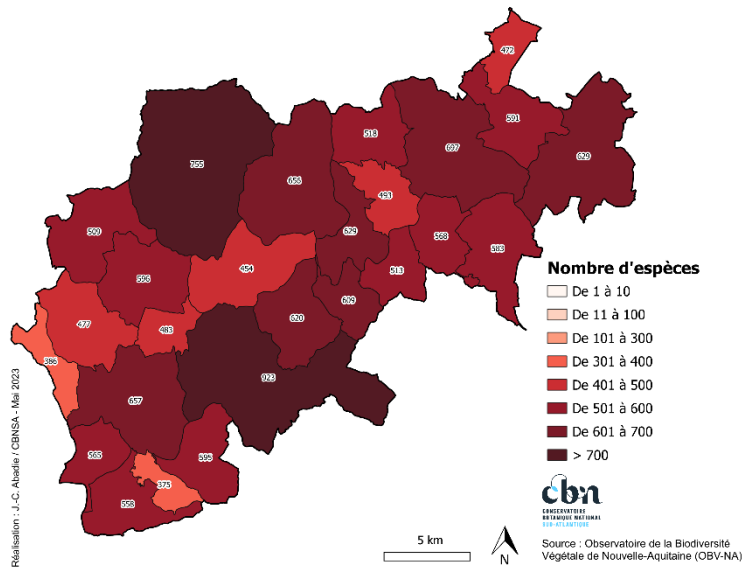 472
591
629
518
697
755
656
493
629
568
583
509
596
454
513
609
620
477
483
386
923
657
565
595
375
558
Nombre d'espèces
De 1 à 10
De 11 à 100
De 101 à 300
De 301 à 400
De 401 à 500
De 501 à 600
De 601 à 700
> 700
cbn
CONSERVATOIRE
BOTANIQUE NATIONAL
SUD-ATLANTIQUE
5 km
N
Source : Observatoire de la Biodiversité
Végétale de Nouvelle-Aquitaine (OBV-NA)
Réalisation : J.-C. Abadie / CBNSA - Mai 2023